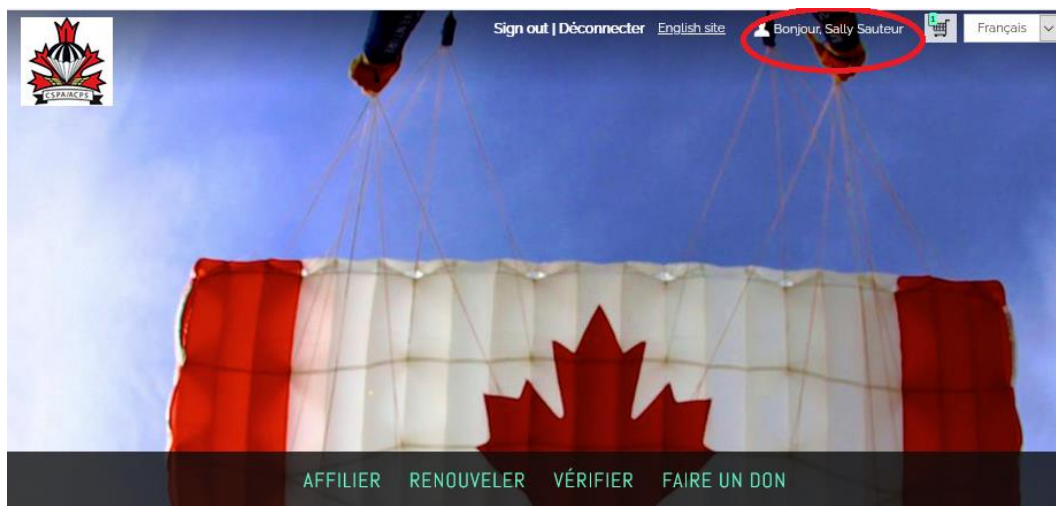 Sign out | Déconnecter English site Bonjour, Sally Sauteur 1 Français
CSPA/ACPS
AFFILIER RENOUVELER VÉRIFIER FAIRE UN DON